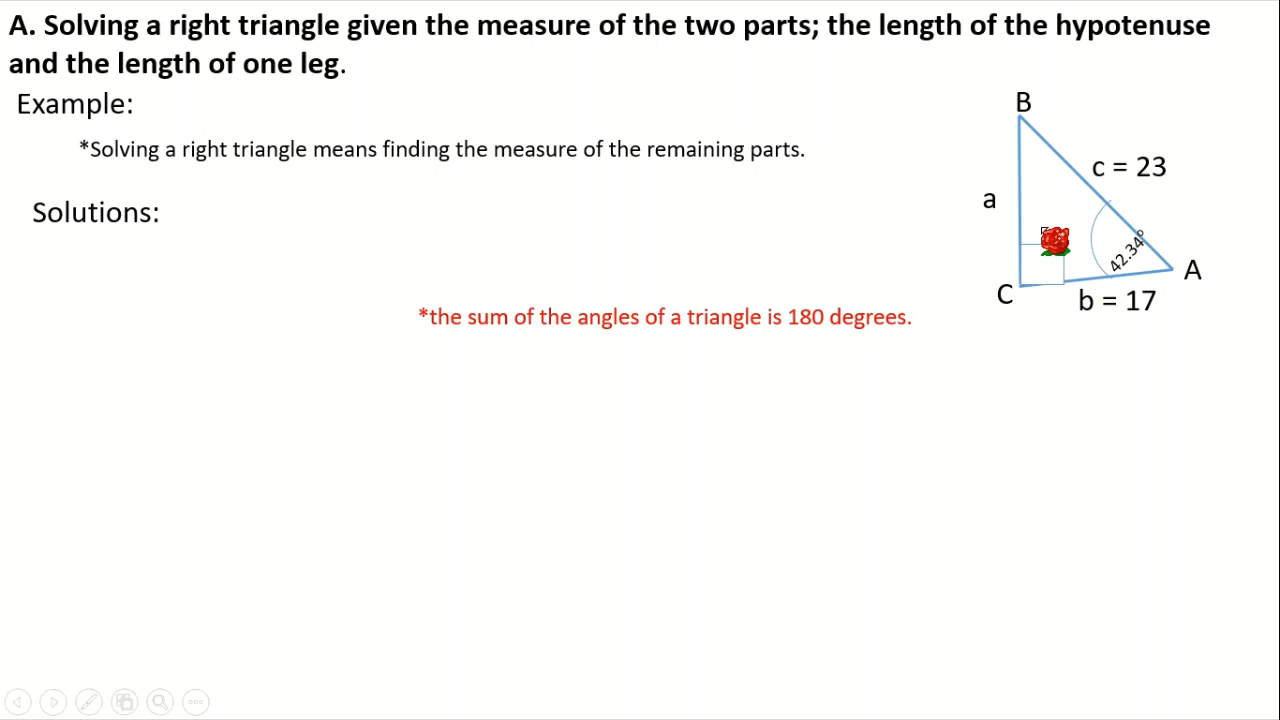 A. Solving a right triangle given the measure of the two parts; the length of the hypotenuse
and the length of one leg.
Example:
*Solving a right triangle means finding the measure of the remaining parts.
Solutions:
B
c = 23
a
42.34°
A
C
b = 17
*the sum of the angles of a triangle is 180 degrees.